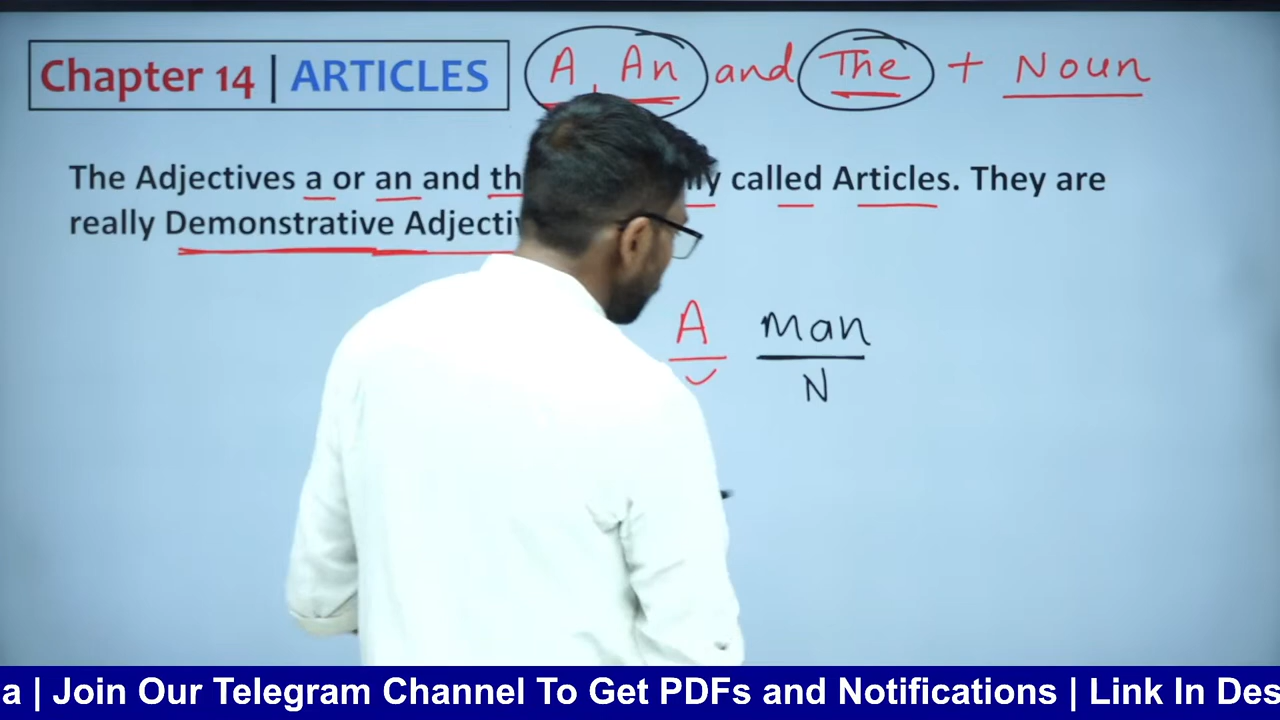 Chapter 14 | ARTICLES A, An and The + Noun
The Adjectives a or an and th ly called Articles. They are
really Demonstrative Adjecti
A man
N
a | Join Our Telegram Channel To Get PDFs and Notifications | Link In Des